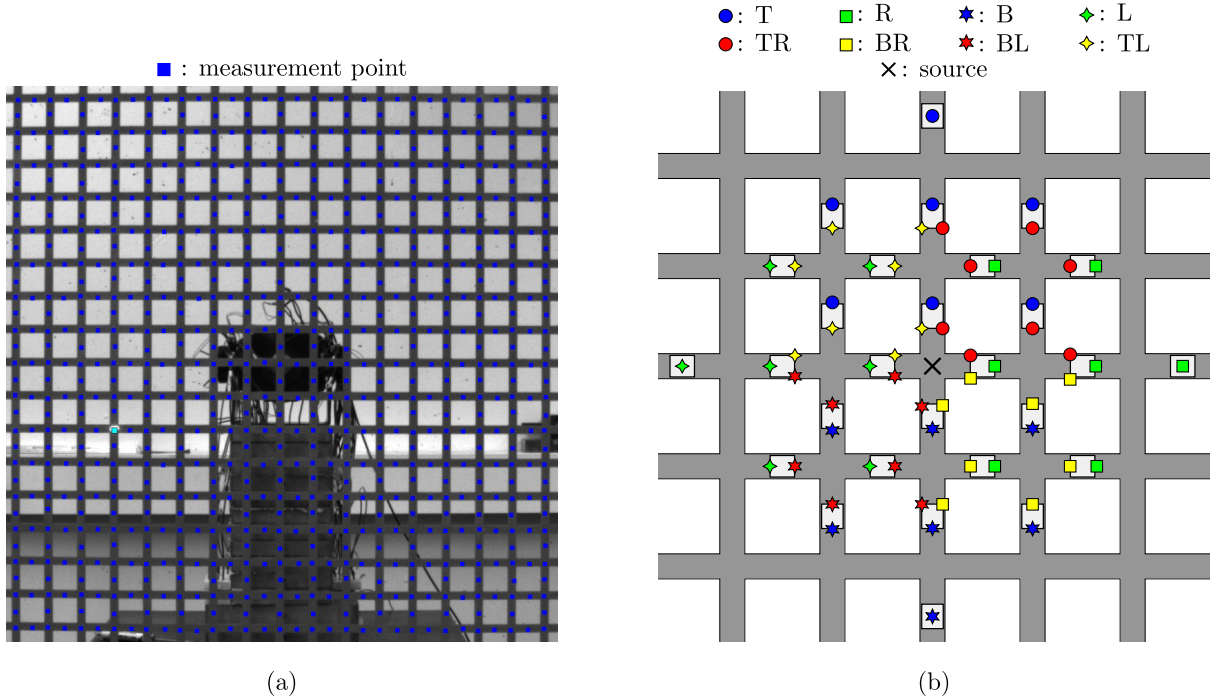 : T : R : B : L
: TR : BR : BL : TL
: source
: measurement point
(a) (b)